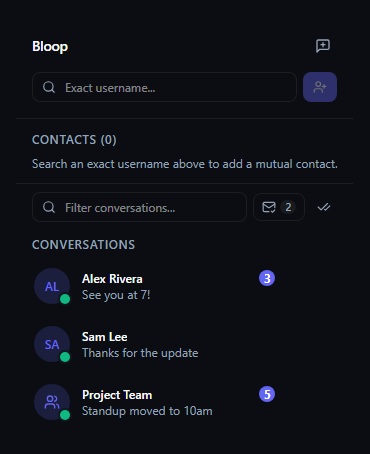 Bloop
Exact username...
CONTACTS (0)
Search an exact username above to add a mutual contact.
Filter conversations...
2
CONVERSATIONS
AL
Alex Rivera
3
See you at 7!
SA
Sam Lee
Thanks for the update
Project Team
5
Standup moved to 10am